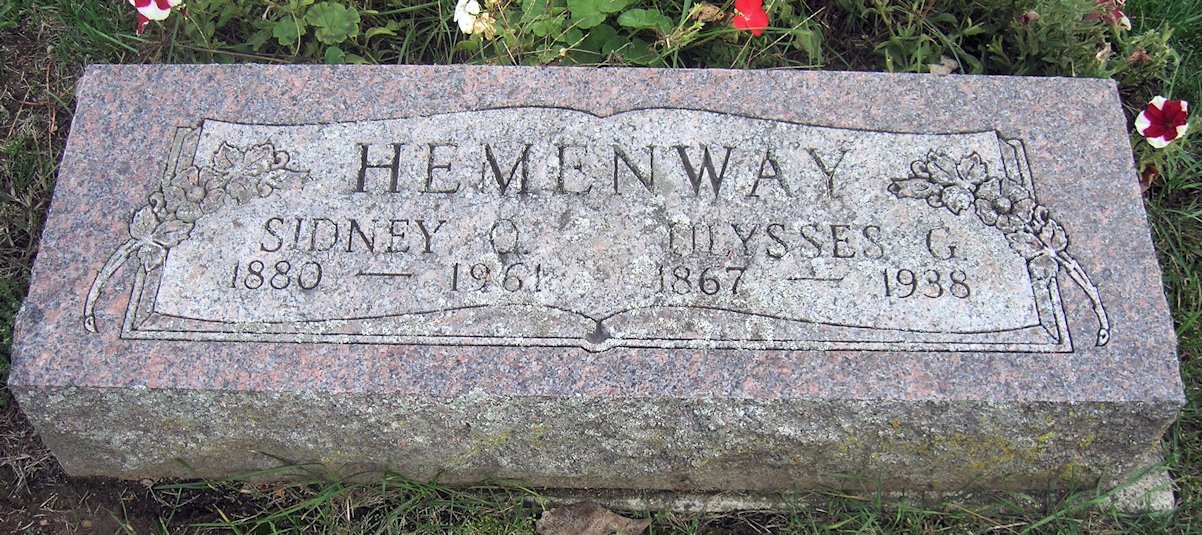 HEMENWAY
SIDNEY O. ULYSSES G.
1880 — 1961 1867 — 1938